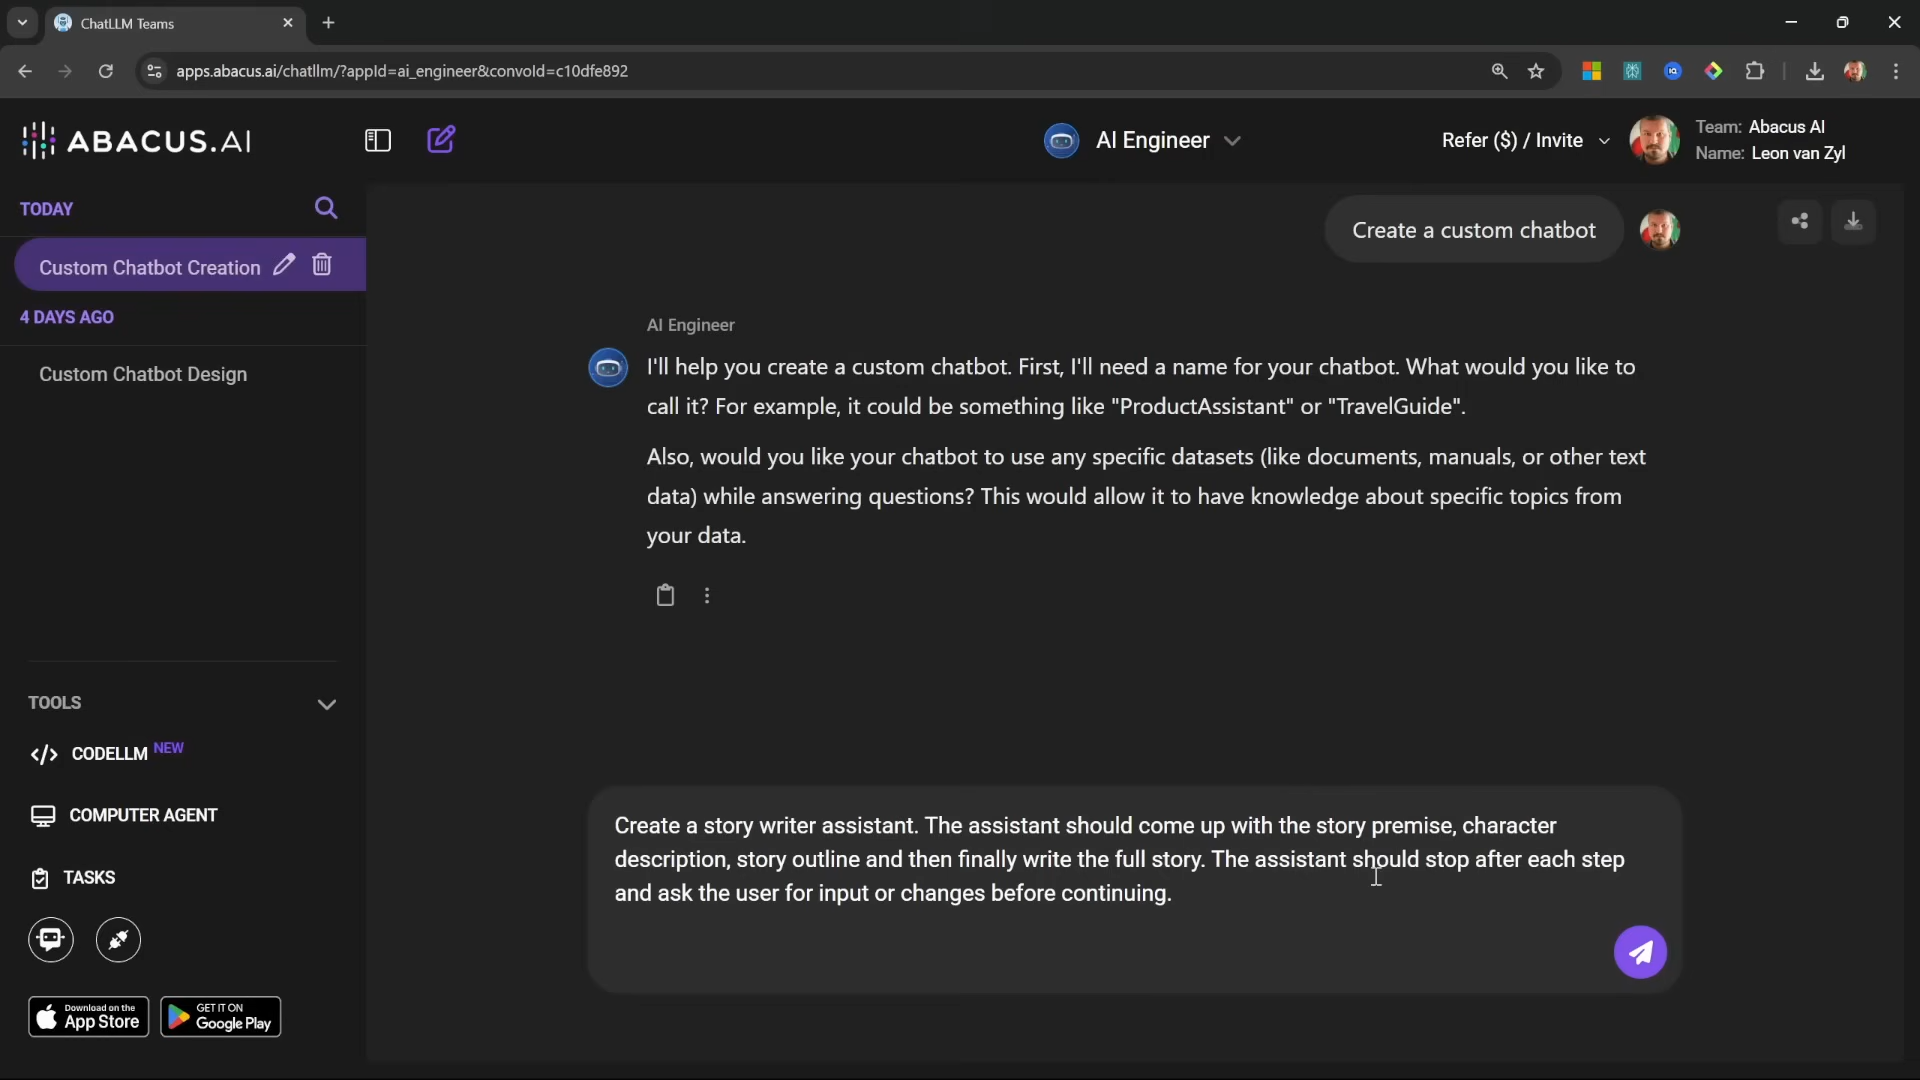 ChatLLM Teams
apps.abacus.ai/chatllm/?appId=ai_engineer&convoId=c10dfe892
ABACUS.AI
AI Engineer
Refer ($) / Invite
Team: Abacus AI
Name: Leon van Zyl
TODAY
Custom Chatbot Creation
4 DAYS AGO
Custom Chatbot Design
Create a custom chatbot
AI Engineer
I'll help you create a custom chatbot. First, I'll need a name for your chatbot. What would you like to
call it? For example, it could be something like "ProductAssistant" or "TravelGuide".
Also, would you like your chatbot to use any specific datasets (like documents, manuals, or other text
data) while answering questions? This would allow it to have knowledge about specific topics from
your data.
TOOLS
CODELLM NEW
COMPUTER AGENT
TASKS
Download on the
App Store
GET IT ON
Google Play
Create a story writer assistant. The assistant should come up with the story premise, character
description, story outline and then finally write the full story. The assistant should stop after each step
and ask the user for input or changes before continuing.